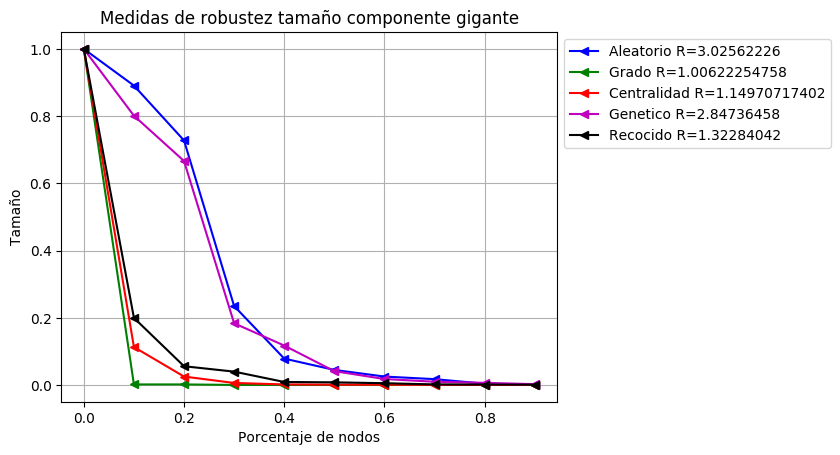 Medidas de robustez tamaño componente gigante
1.0
0.8
0.6
0.4
0.2
0.0
Tamaño
0.0 0.2 0.4 0.6 0.8
Porcentaje de nodos
Aleatorio R=3.02562226
Grado R=1.00622254758
Centralidad R=1.14970717402
Genetico R=2.84736458
Recocido R=1.32284042